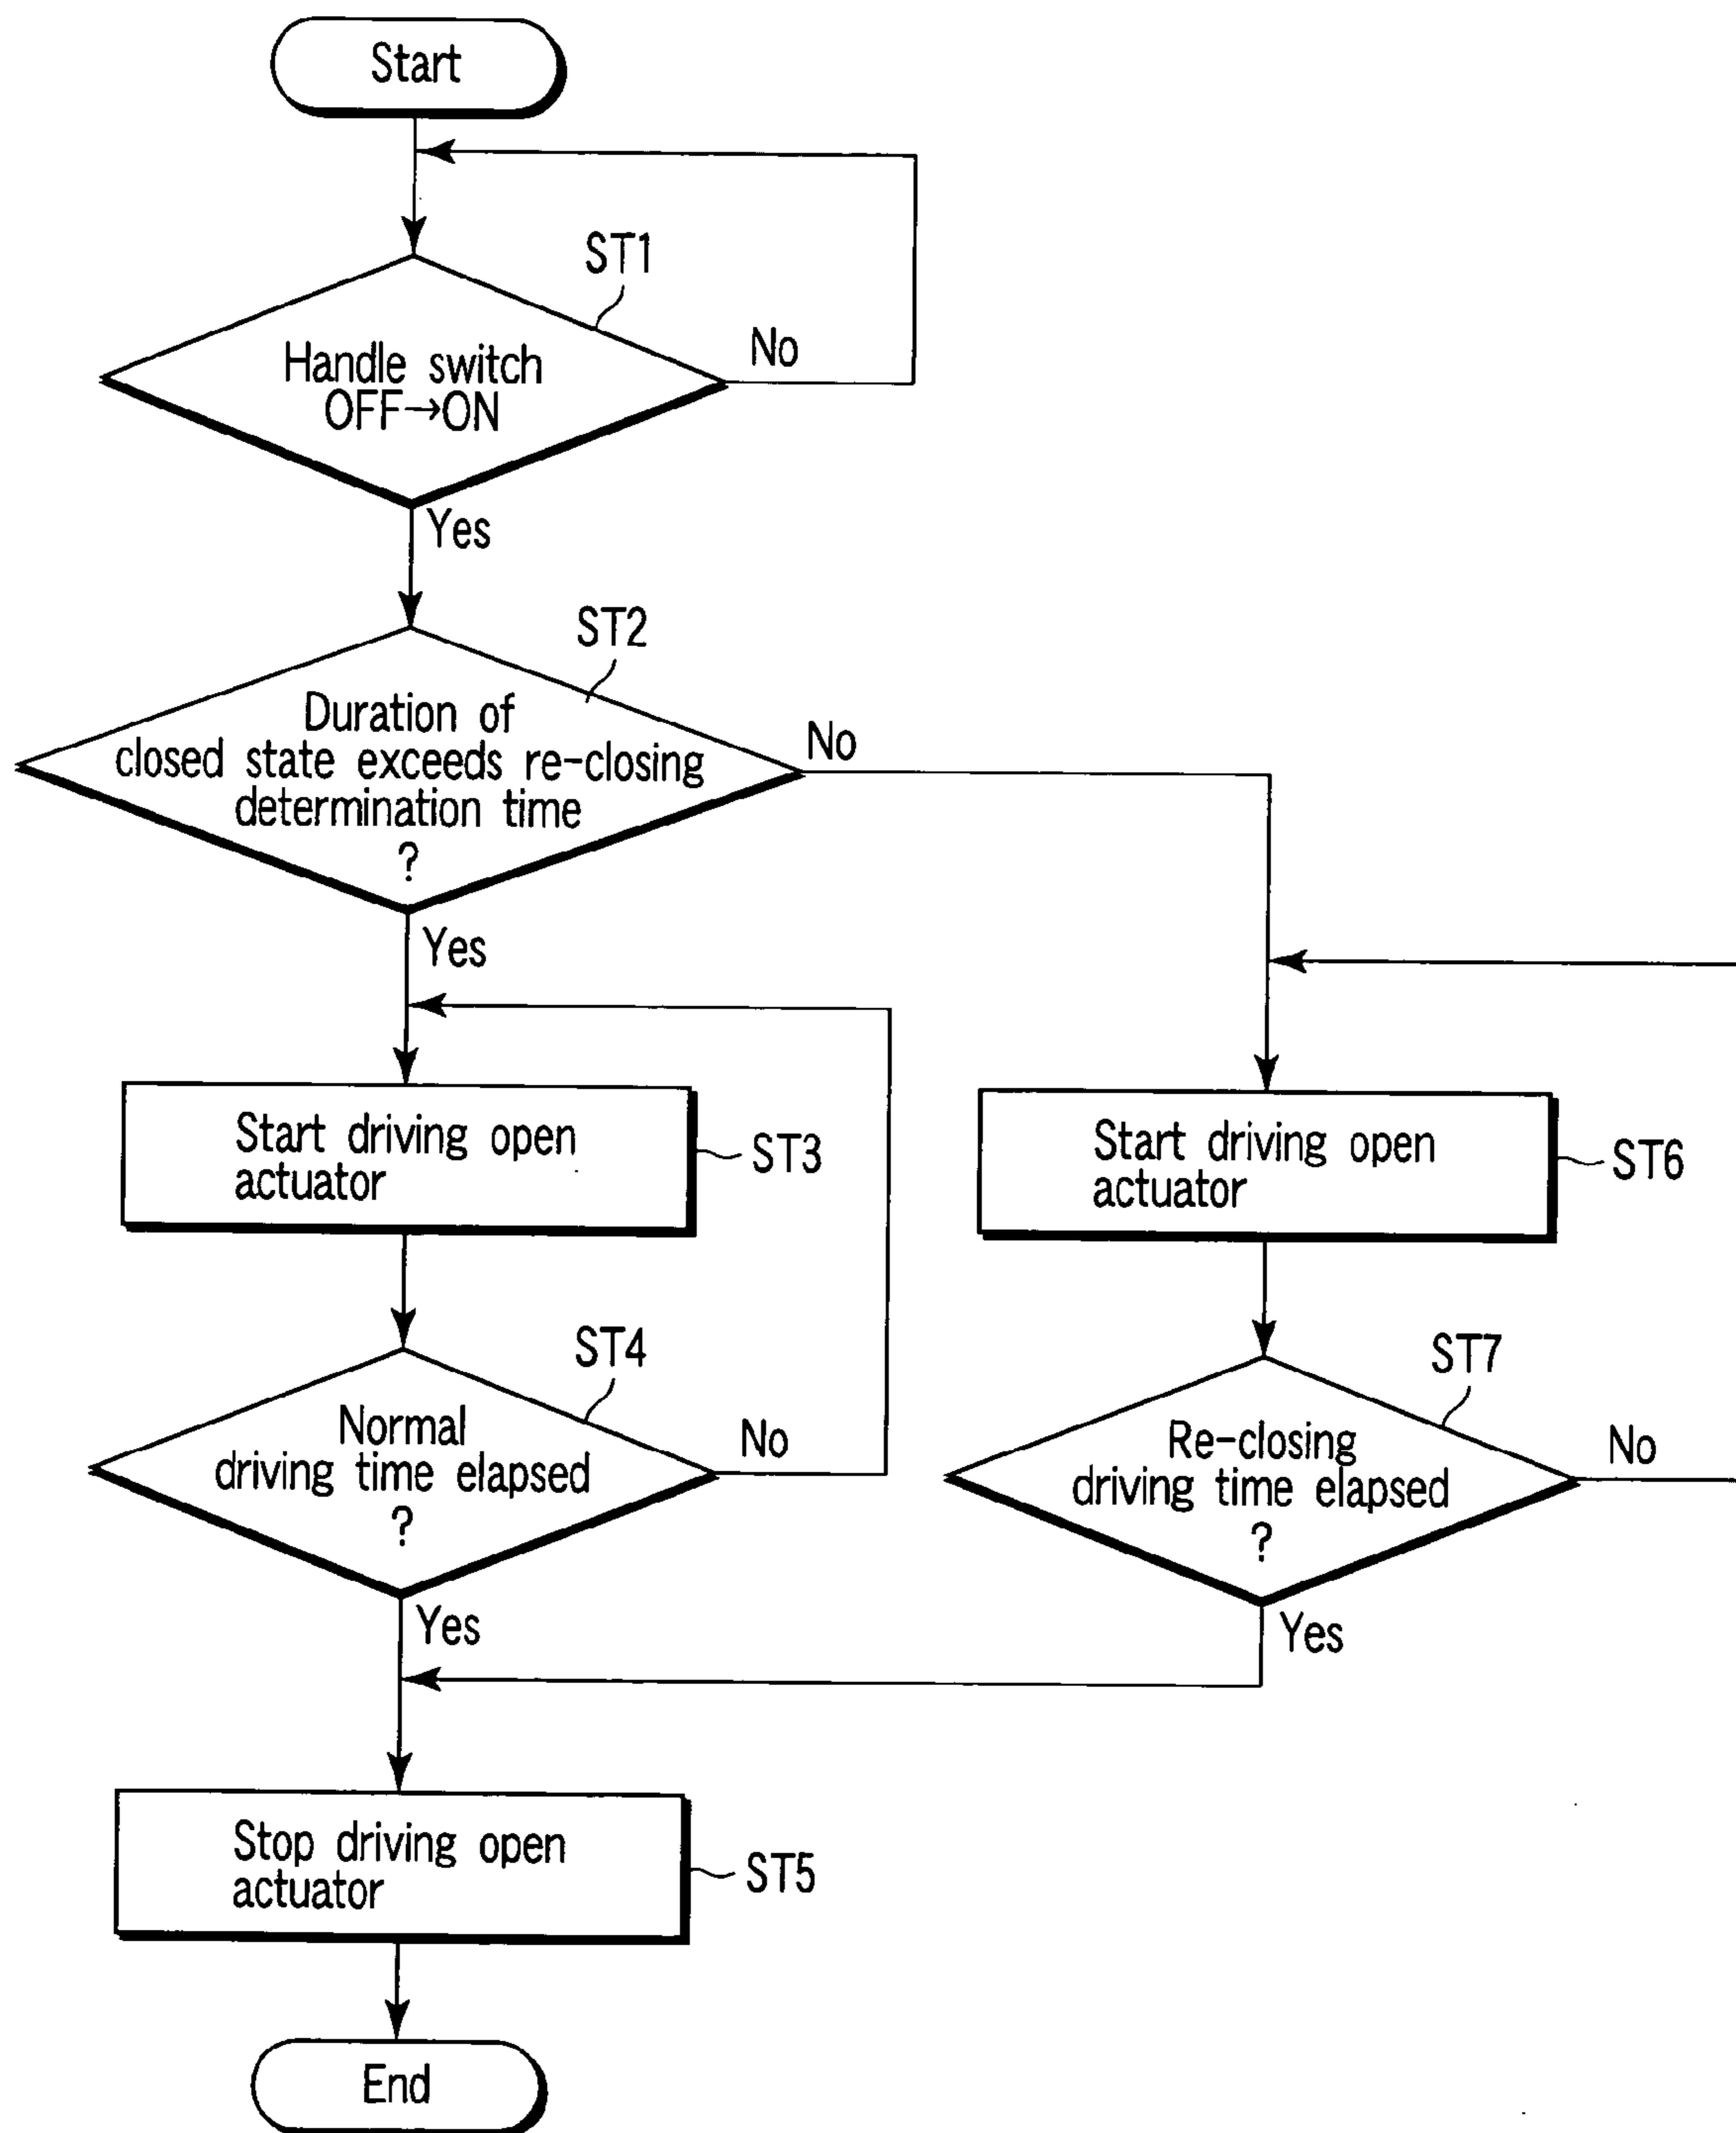 Start
ST1
No
Handle switch
OFF→ON
Yes
ST2
Duration of
closed state exceeds re-closing
determination time
?
No
Yes
Start driving open
actuator
ST3
Start driving open
actuator
ST6
ST4
Normal
driving time elapsed
?
No
ST7
Re-closing
driving time elapsed
?
No
Yes
Yes
Stop driving open
actuator
ST5
End